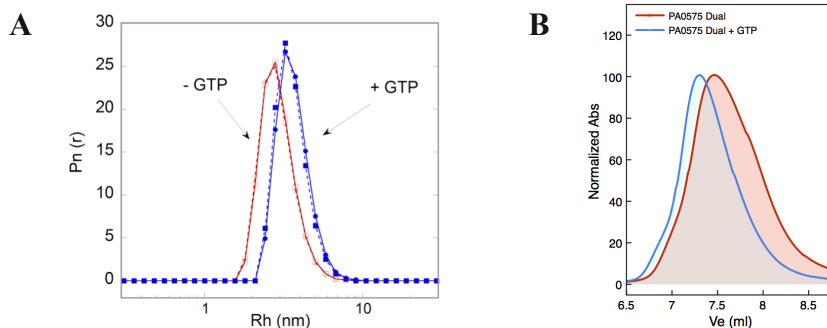 A
30
25
20
15
10
5
0
Pn (r)
- GTP
+ GTP
1
10
Rh (nm)
B
PA0575 Dual
PA0575 Dual + GTP
120
100
80
60
40
20
0
Normalized Abs
6.5
7
7.5
8
8.5
Ve (ml)